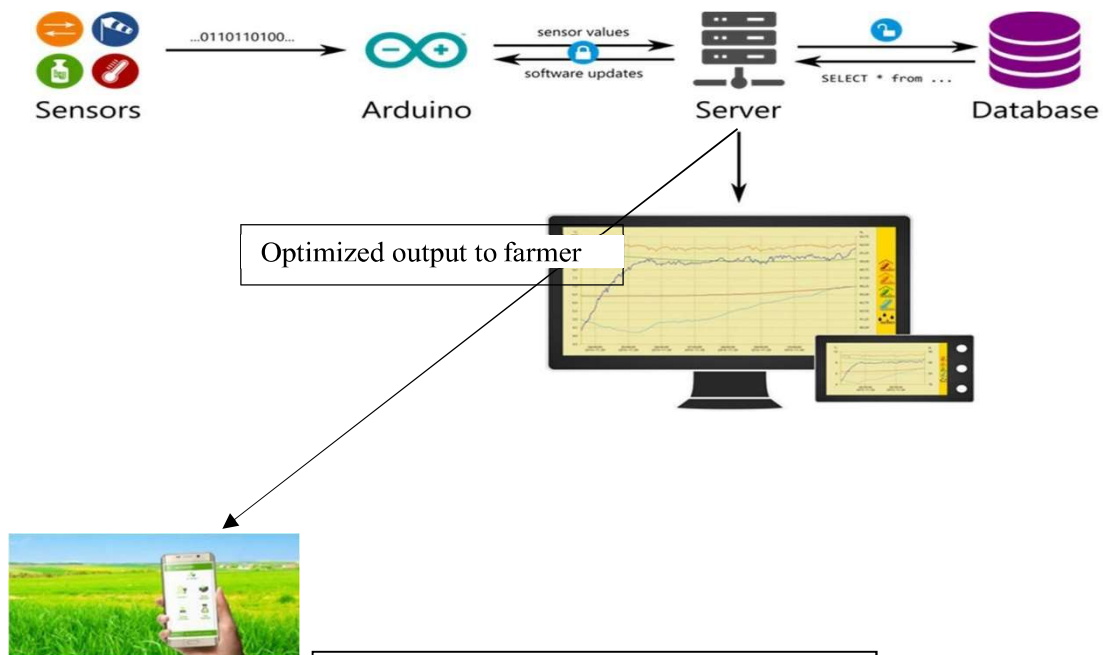 ...0110110100...
sensor values
software updates
SELECT * from ...
Sensors
Arduino
Server
Database
Optimized output to farmer